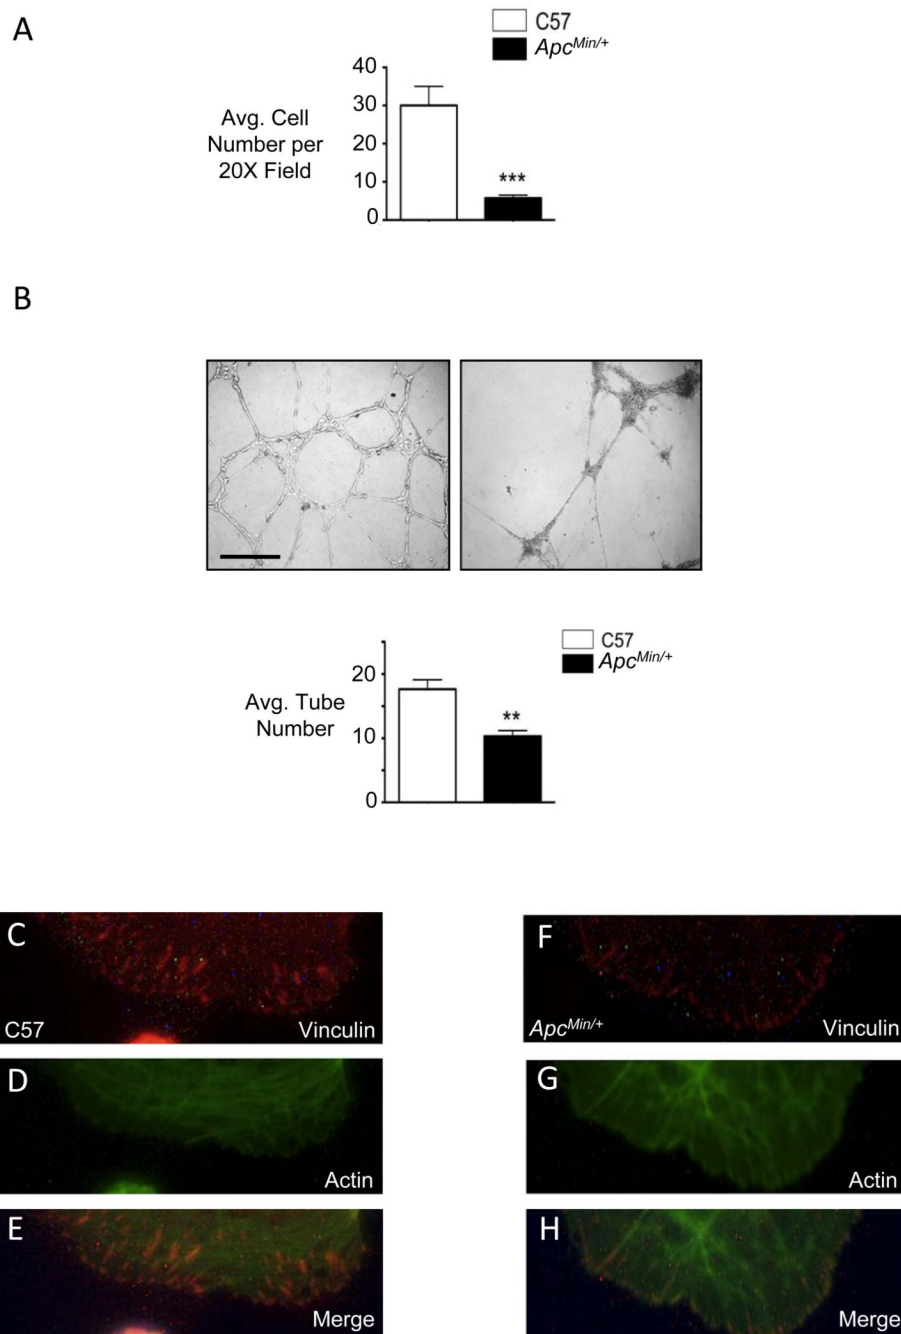 A
C57
Apc^Min/+
40
30
20
10
0
Avg. Cell
Number per
20X Field
***
B
C57
Apc^Min/+
20
10
0
Avg. Tube
Number
**
C
C57
Vinculin
F
Apc^Min/+
Vinculin
D
Actin
G
Actin
E
Merge
H
Merge